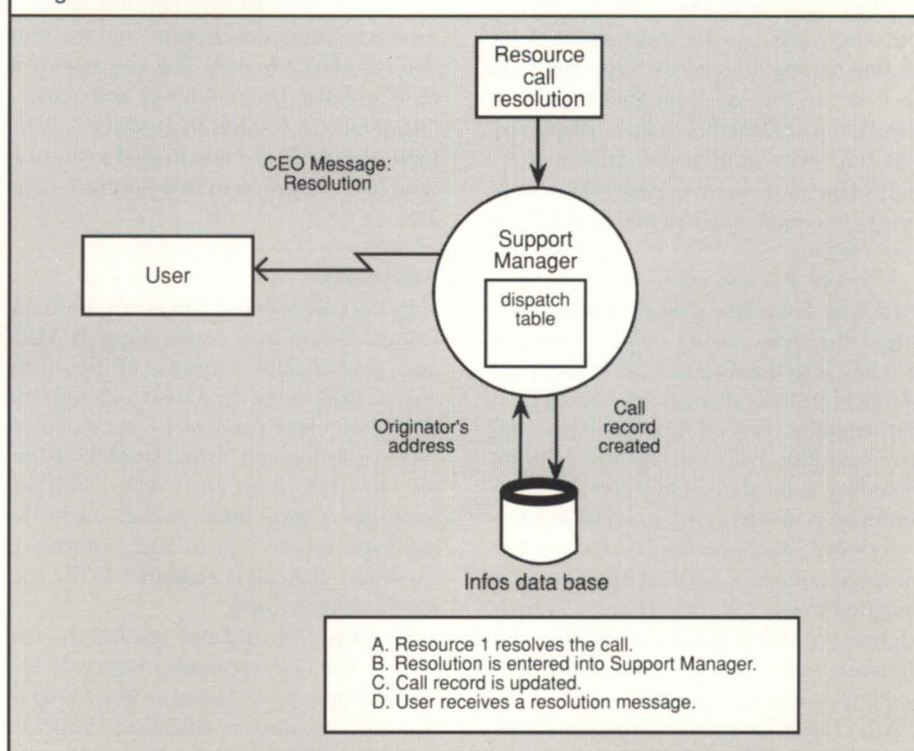 Resource
call
resolution
CEO Message:
Resolution
User
Support
Manager
dispatch
table
Originator's
address
Call
record
created
Infos data base
A. Resource 1 resolves the call.
B. Resolution is entered into Support Manager.
C. Call record is updated.
D. User receives a resolution message.